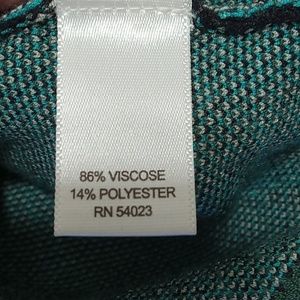 86% VISCOSE
14% POLYESTER
RN 54023